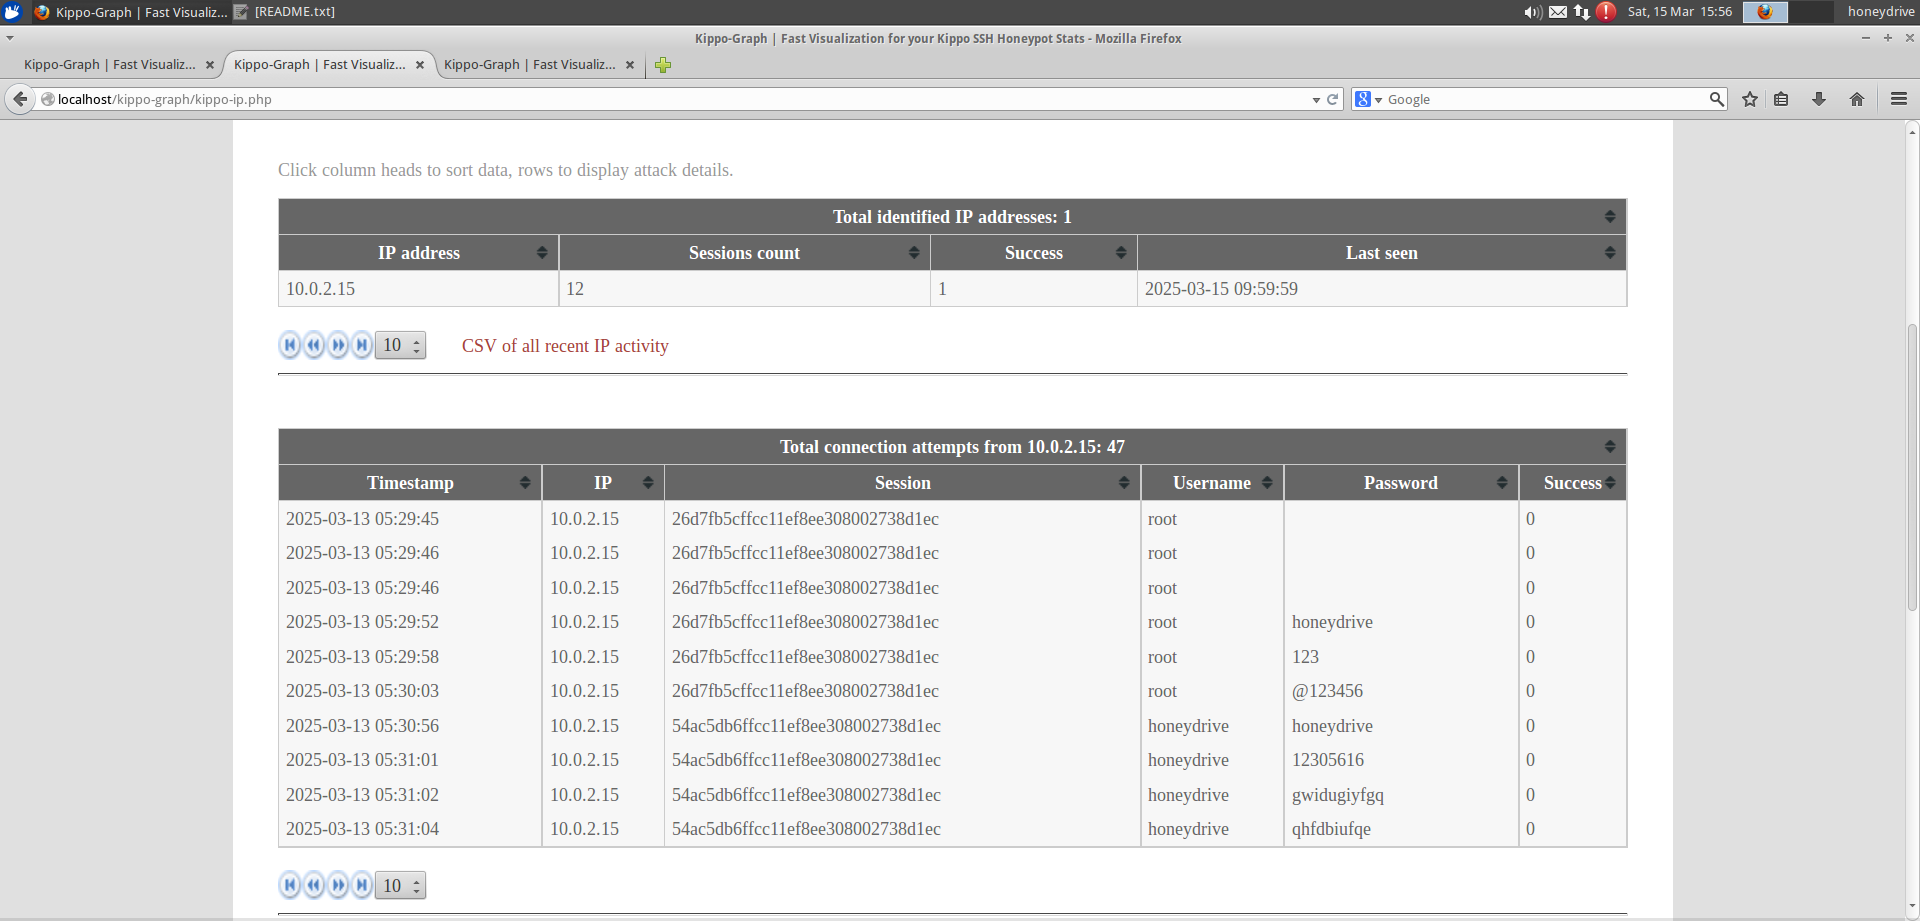 Kippo-Graph | Fast Visualiz... [README.txt] Sat, 15 Mar 15:56 honeydrive
Kippo-Graph | Fast Visualization for your Kippo SSH Honeypot Stats - Mozilla Firefox
Kippo-Graph | Fast Visualiz... Kippo-Graph | Fast Visualiz... Kippo-Graph | Fast Visualiz...
localhost/kippo-graph/kippo-ip.php 8 Google
Click column heads to sort data, rows to display attack details.
Total identified IP addresses: 1
IP address Sessions count Success Last seen
10.0.2.15 12 1 2025-03-15 09:59:59
10 CSV of all recent IP activity
Total connection attempts from 10.0.2.15: 47
Timestamp IP Session Username Password Success
2025-03-13 05:29:45 10.0.2.15 26d7fb5cffcc11ef8ee308002738d1ec root 0
2025-03-13 05:29:46 10.0.2.15 26d7fb5cffcc11ef8ee308002738d1ec root 0
2025-03-13 05:29:46 10.0.2.15 26d7fb5cffcc11ef8ee308002738d1ec root 0
2025-03-13 05:29:52 10.0.2.15 26d7fb5cffcc11ef8ee308002738d1ec root honeydrive 0
2025-03-13 05:29:58 10.0.2.15 26d7fb5cffcc11ef8ee308002738d1ec root 123 0
2025-03-13 05:30:03 10.0.2.15 26d7fb5cffcc11ef8ee308002738d1ec root @123456 0
2025-03-13 05:30:56 10.0.2.15 54ac5db6ffcc11ef8ee308002738d1ec honeydrive honeydrive 0
2025-03-13 05:31:01 10.0.2.15 54ac5db6ffcc11ef8ee308002738d1ec honeydrive 12305616 0
2025-03-13 05:31:02 10.0.2.15 54ac5db6ffcc11ef8ee308002738d1ec honeydrive gwidugiyfgq 0
2025-03-13 05:31:04 10.0.2.15 54ac5db6ffcc11ef8ee308002738d1ec honeydrive qhfdbiufqe 0
10